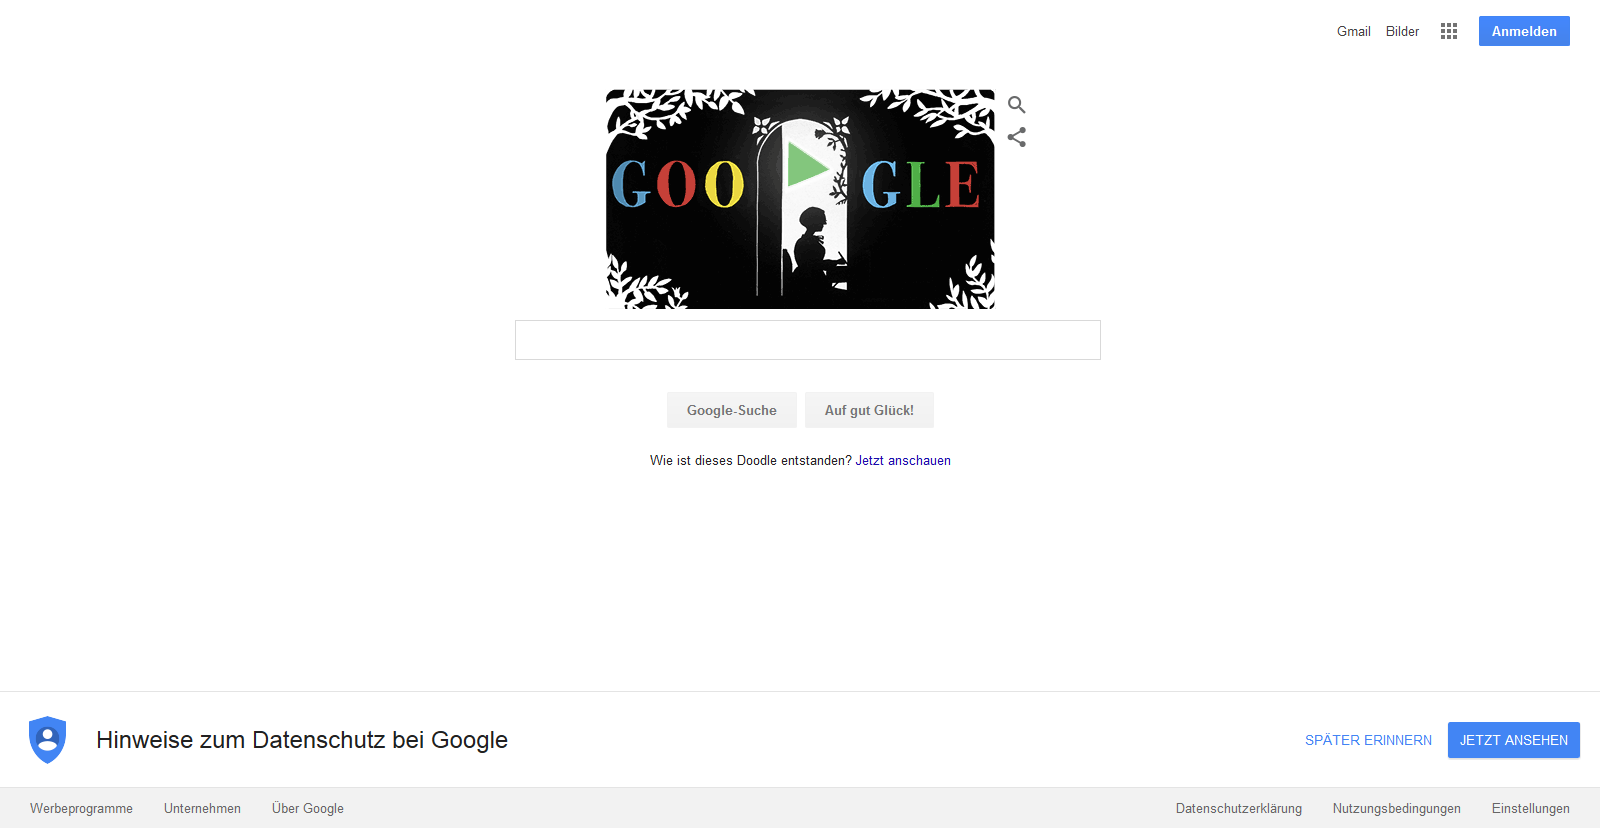 Gmail Bilder Anmelden
GOO GLE
Google-Suche Auf gut Glück!
Wie ist dieses Doodle entstanden? Jetzt anschauen
Hinweise zum Datenschutz bei Google SPÄTER ERINNERN JETZT ANSEHEN
Werbeprogramme Unternehmen Über Google Datenschutzerklärung Nutzungsbedingungen Einstellungen